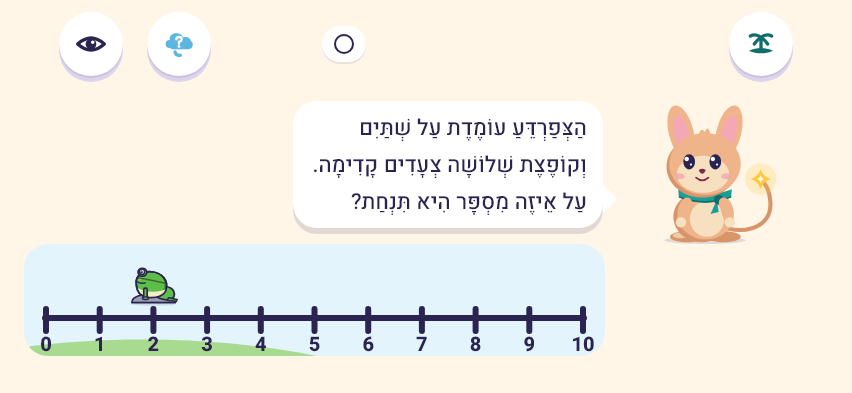 הַצְּפַרְדֵּעַ עוֹמֶדֶת עַל שְׁתַּיִם
וְקוֹפֶצֶת שְׁלוֹשָׁה צְעָדִים קָדִימָה.
עַל אֵיזֶה מִסְפָּר הִיא תִּנְחַת?
0 1 2 3 4 5 6 7 8 9 10